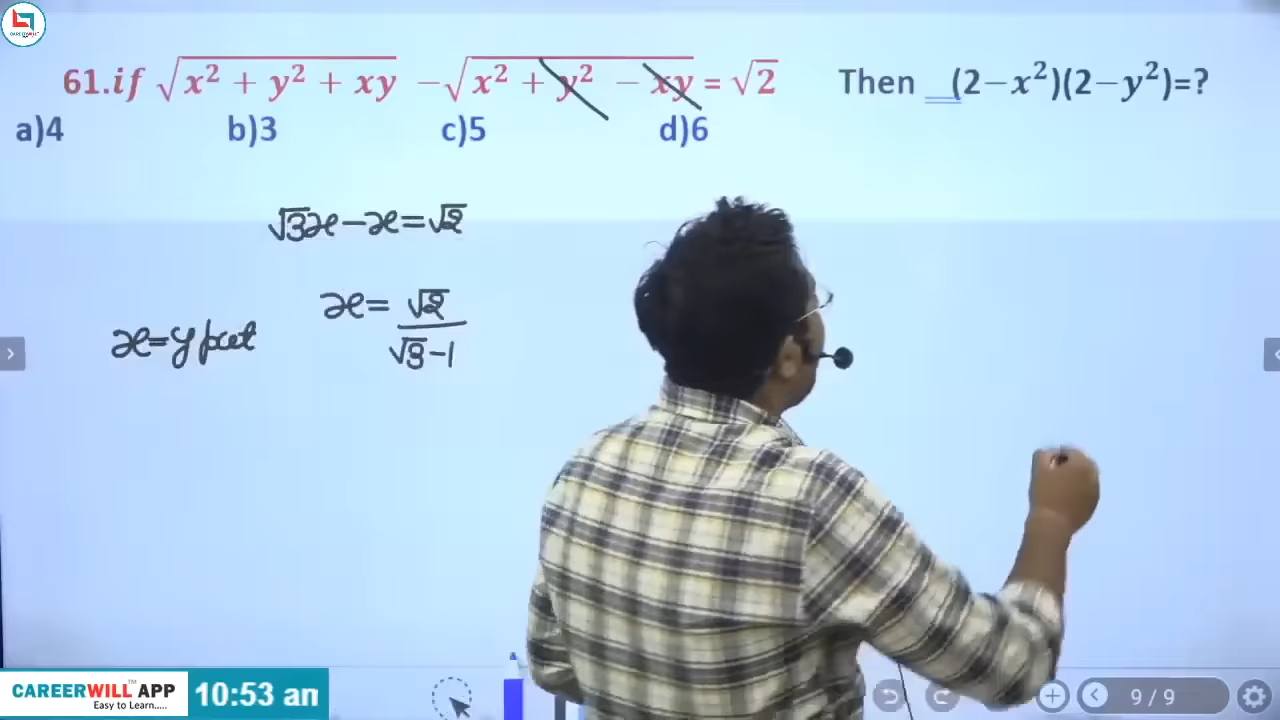 61.if √(x² + y² + xy) − √(x² + y² − xy) = √2 Then _(2−x²)(2−y²)=?
a)4 b)3 c)5 d)6
√3x − x = √2
x = √2 / (√3 − 1)
x = y put
CAREERWILL APP
Easy to Learn.....
10:53 an
9 / 9